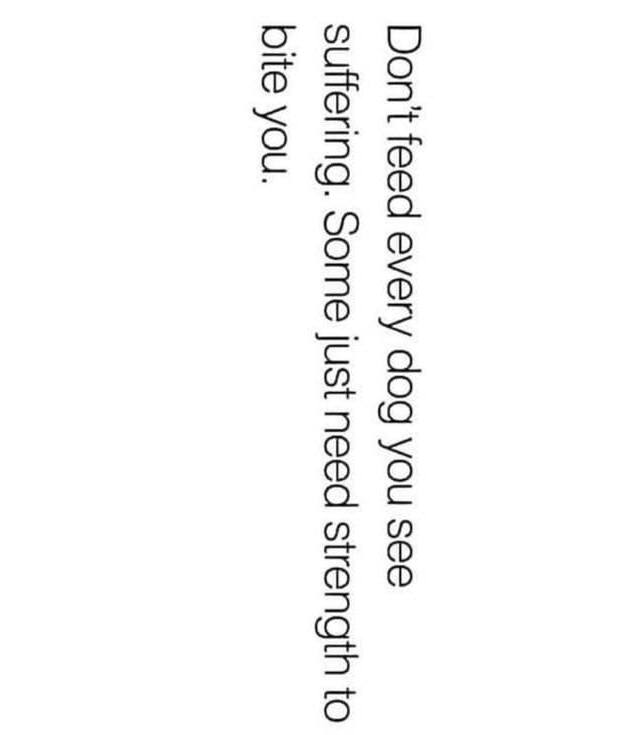 Don't feed every dog you see
suffering. Some just need strength to
bite you.